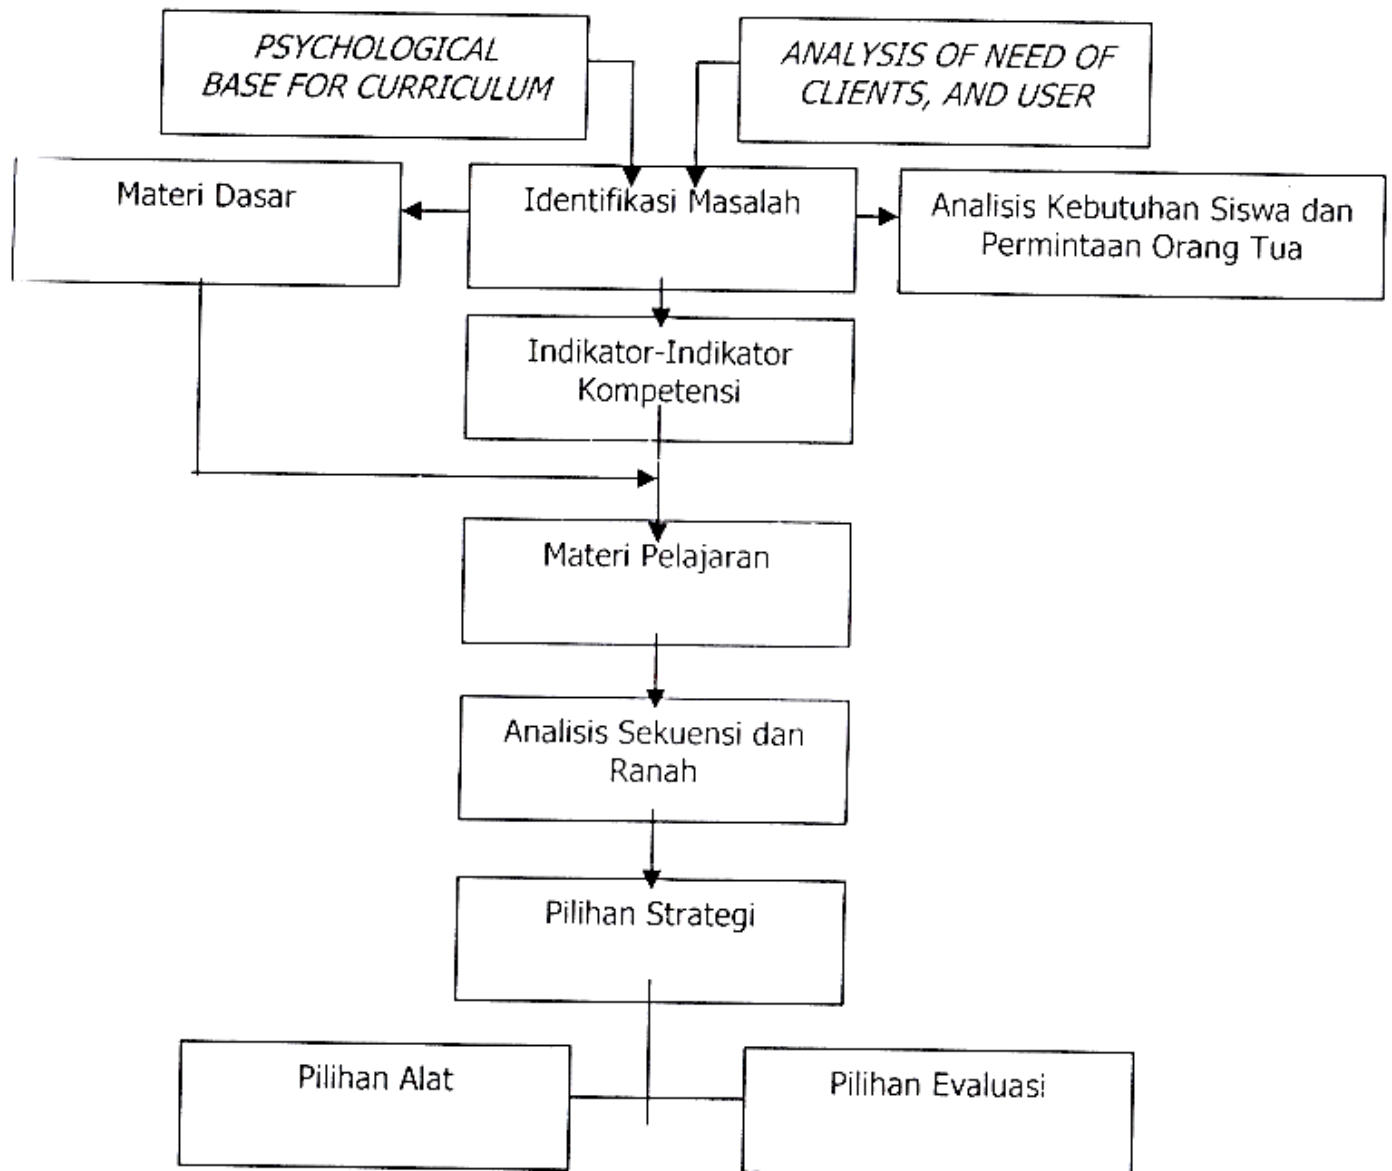 PSYCHOLOGICAL
BASE FOR CURRICULUM
ANALYSIS OF NEED OF
CLIENTS, AND USER
Materi Dasar
Identifikasi Masalah
Analisis Kebutuhan Siswa dan
Permintaan Orang Tua
Indikator-Indikator
Kompetensi
Materi Pelajaran
Analisis Sekuensi dan
Ranah
Pilihan Strategi
Pilihan Alat
Pilihan Evaluasi